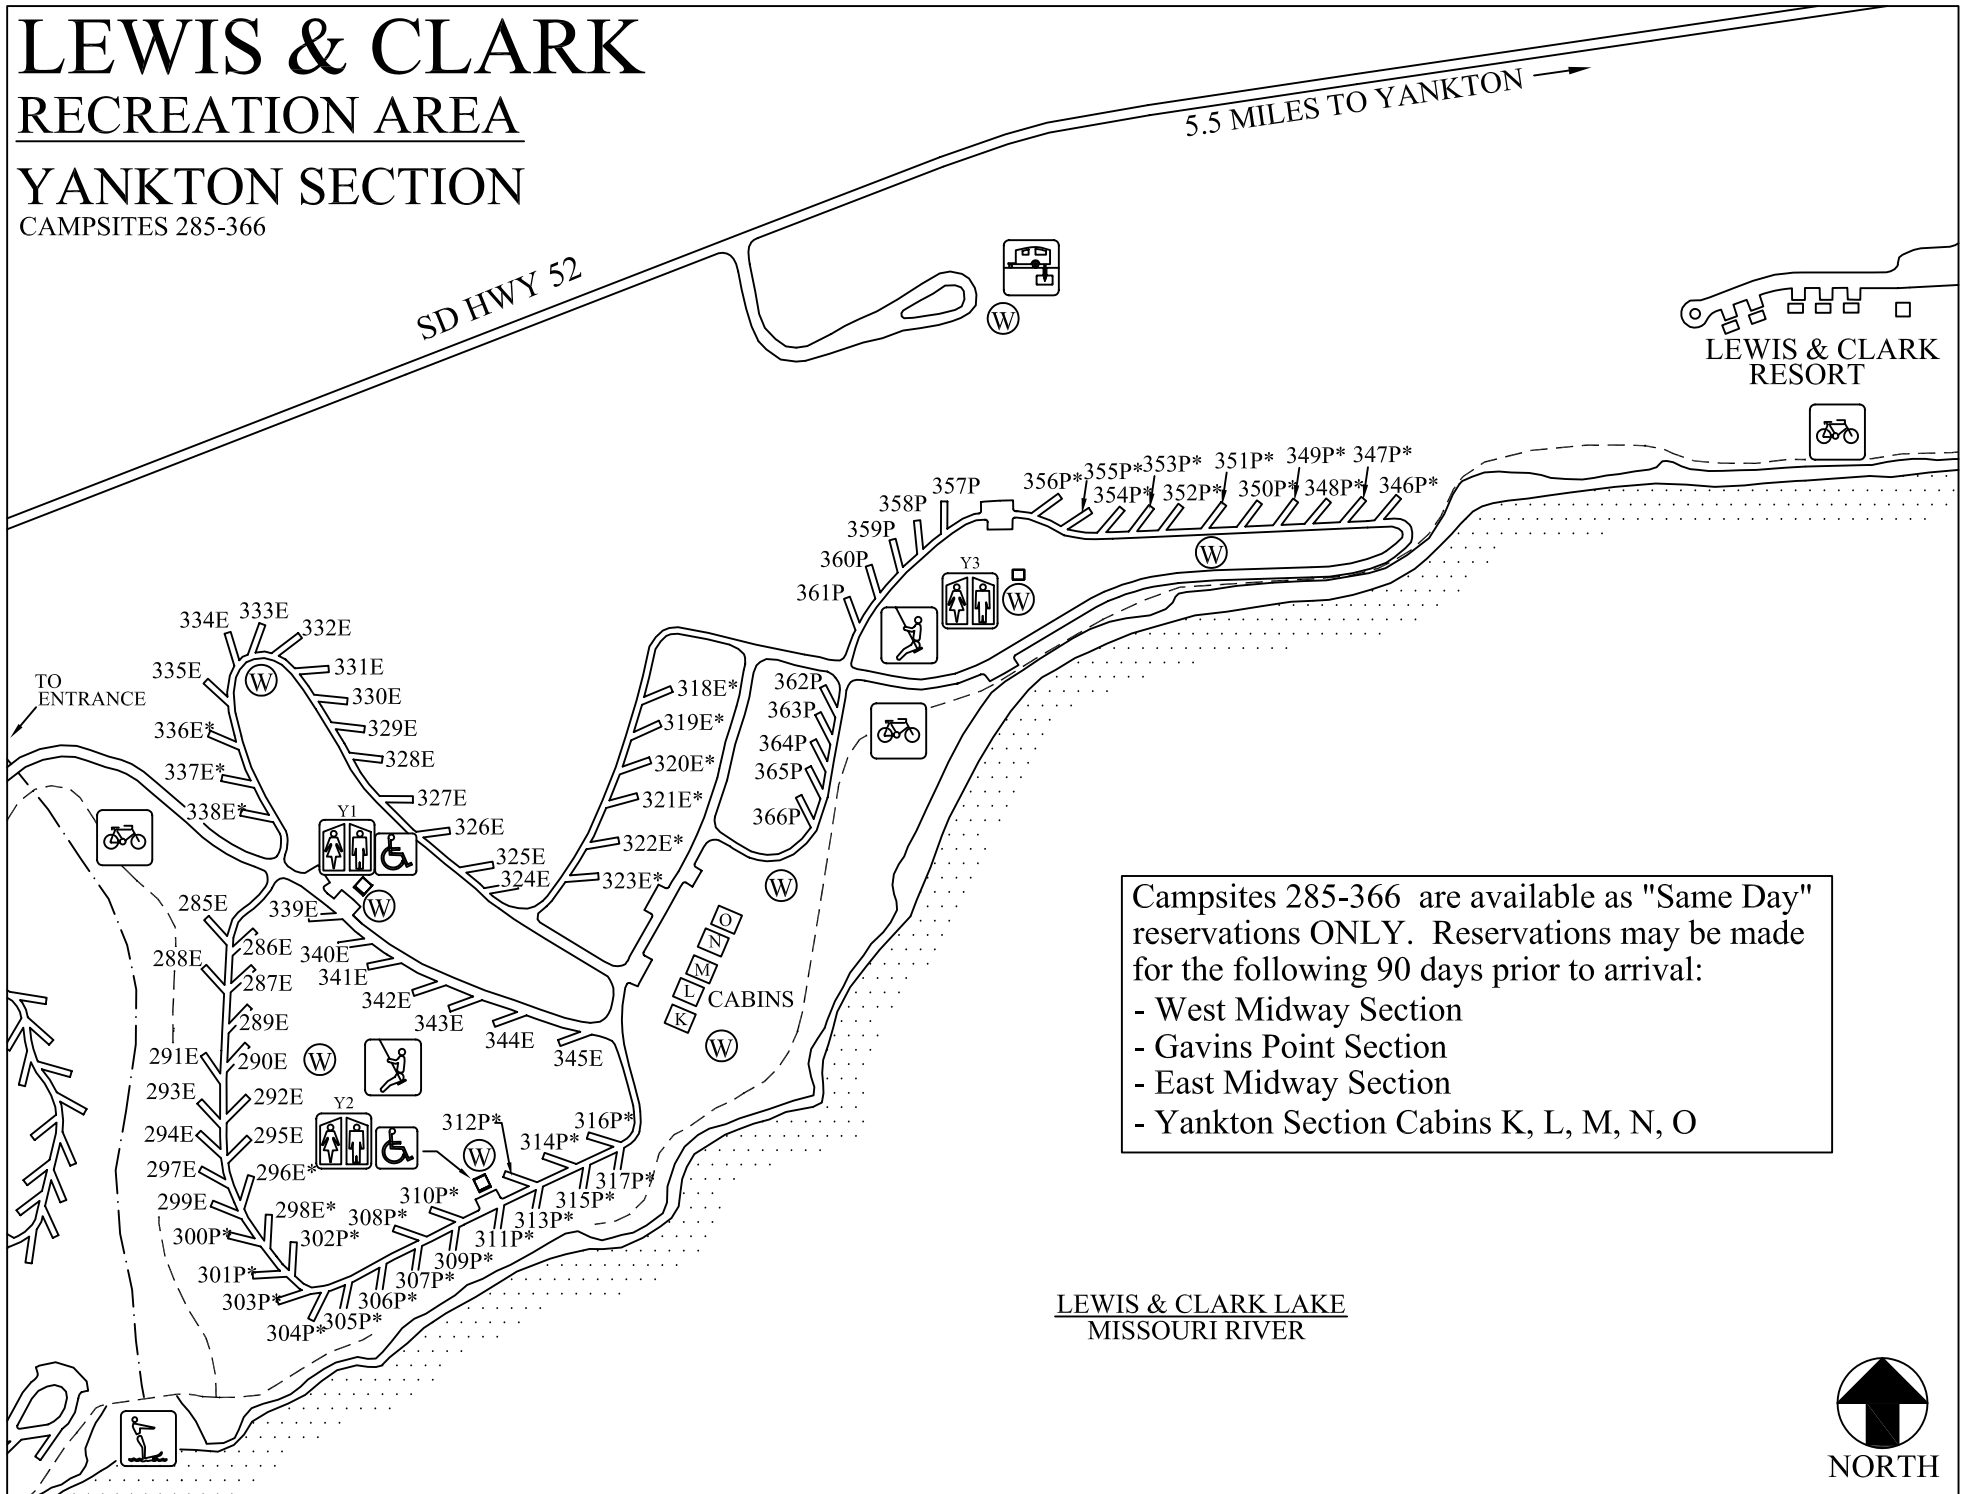 LEWIS & CLARK
RECREATION AREA
YANKTON SECTION
CAMPSITES 285-366
5.5 MILES TO YANKTON
SD HWY 52
W
LEWIS & CLARK
RESORT
356P*
355P*
354P*
353P*
352P*
351P*
350P*
349P*
348P*
347P*
346P*
357P
358P
359P
360P
361P
W
Y3
W
334E
333E
332E
335E
331E
W
330E
336E*
329E
328E
337E*
327E
338E*
326E
325E
324E
TO
ENTRANCE
318E*
319E*
320E*
321E*
322E*
323E*
362P
363P
364P
365P
366P
Y1
W
W
339E
340E
341E
342E
343E
344E
345E
O
N
M
L
K
CABINS
W
285E
286E
288E
287E
289E
291E
290E
293E
292E
294E
295E
297E
296E*
299E
298E*
300P*
302P*
301P*
303P*
304P*
305P*
306P*
307P*
308P*
309P*
310P*
311P*
312P*
313P*
314P*
315P*
316P*
317P*
W
Y2
W
Campsites 285-366 are available as "Same Day"
reservations ONLY. Reservations may be made
for the following 90 days prior to arrival:
- West Midway Section
- Gavins Point Section
- East Midway Section
- Yankton Section Cabins K, L, M, N, O
LEWIS & CLARK LAKE
MISSOURI RIVER
NORTH